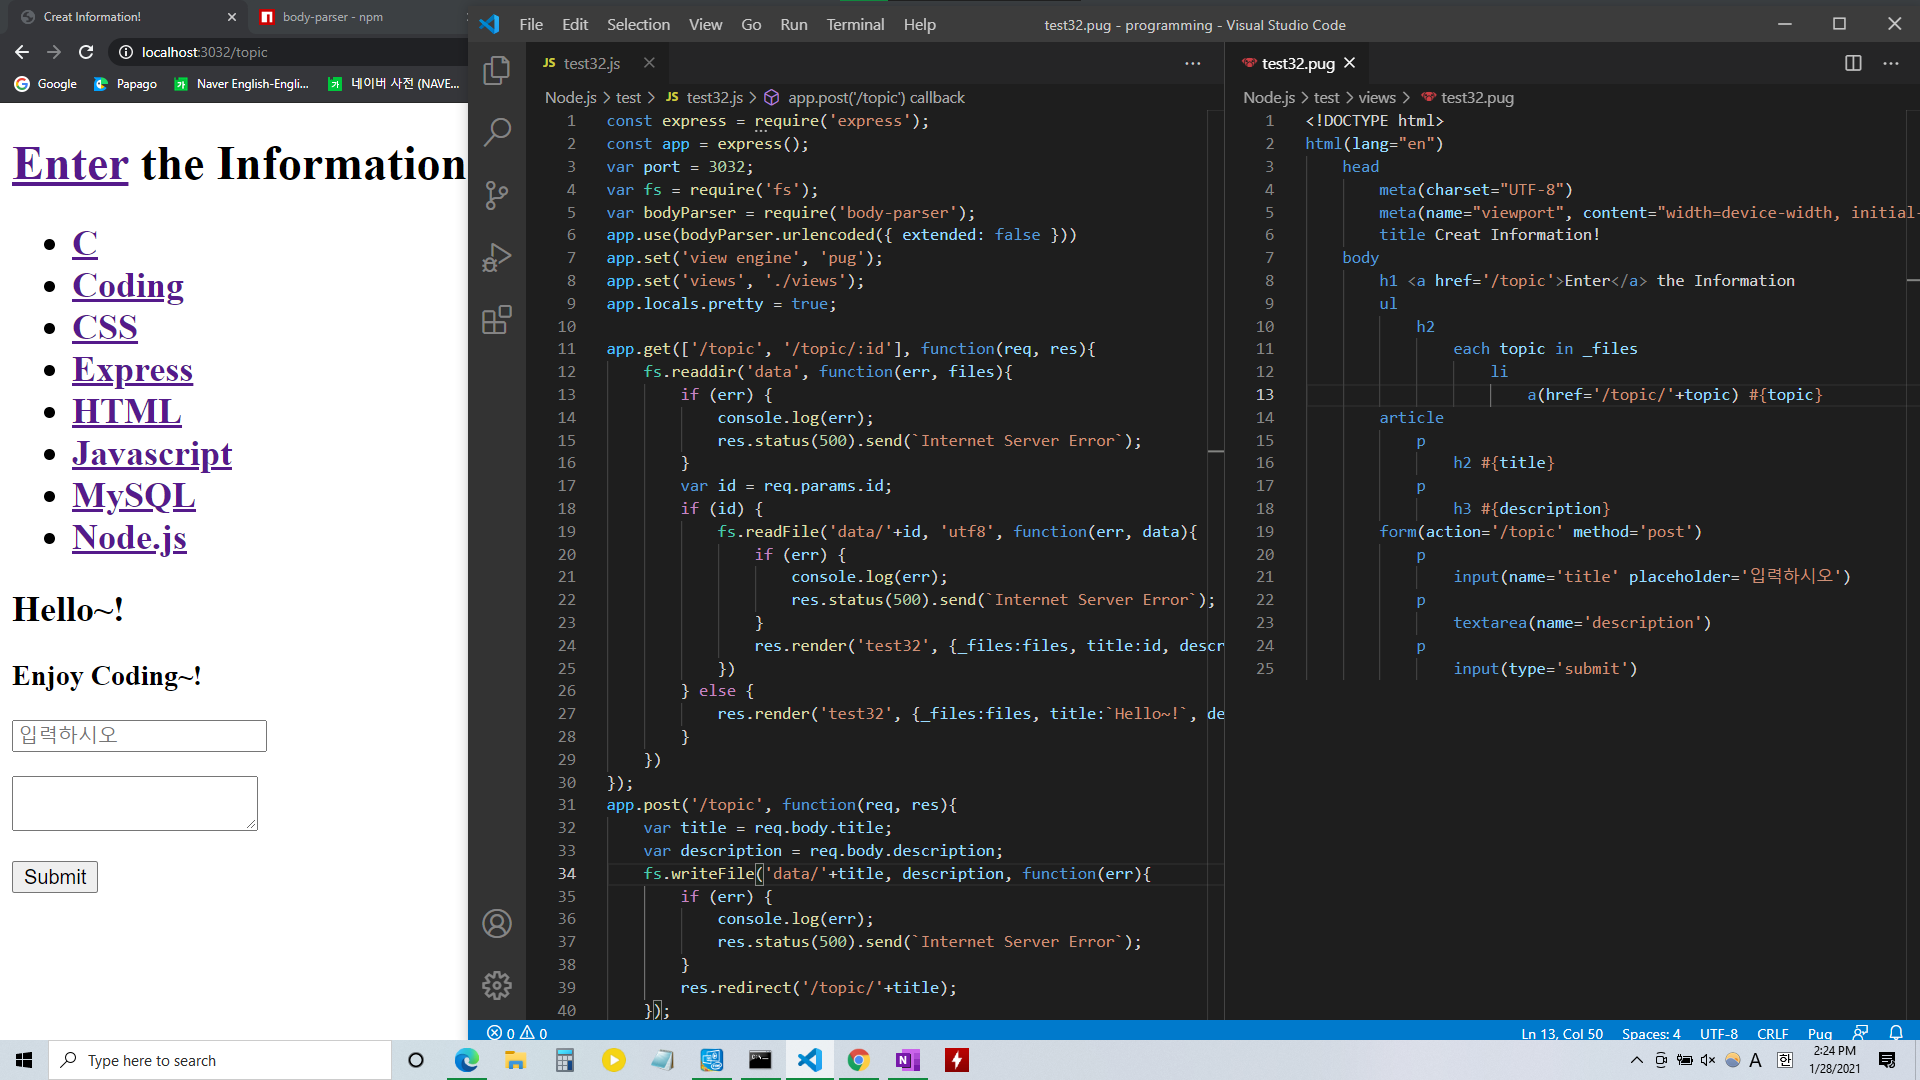 Creat Information!
body-parser - npm
localhost:3032/topic
Google
Papago
Naver English-Engli...
네이버 사전 (NAVE...
Enter the Information
C
Coding
CSS
Express
HTML
Javascript
MySQL
Node.js
Hello~!
Enjoy Coding~!
입력하시오
Submit
File Edit Selection View Go Run Terminal Help
test32.pug - programming - Visual Studio Code
JS test32.js
Node.js > test > JS test32.js > app.post('/topic') callback
1 const express = require('express');
2 const app = express();
3 var port = 3032;
4 var fs = require('fs');
5 var bodyParser = require('body-parser');
6 app.use(bodyParser.urlencoded({ extended: false }))
7 app.set('view engine', 'pug');
8 app.set('views', './views');
9 app.locals.pretty = true;
10
11 app.get(['/topic', '/topic/:id'], function(req, res){
12 fs.readdir('data', function(err, files){
13 if (err) {
14 console.log(err);
15 res.status(500).send(`Internet Server Error`);
16 }
17 var id = req.params.id;
18 if (id) {
19 fs.readFile('data/'+id, 'utf8', function(err, data){
20 if (err) {
21 console.log(err);
22 res.status(500).send(`Internet Server Error`);
23 }
24 res.render('test32', {_files:files, title:id, descr
25 })
26 } else {
27 res.render('test32', {_files:files, title:`Hello~!`, de
28 }
29 })
30 });
31 app.post('/topic', function(req, res){
32 var title = req.body.title;
33 var description = req.body.description;
34 fs.writeFile('data/'+title, description, function(err){
35 if (err) {
36 console.log(err);
37 res.status(500).send(`Internet Server Error`);
38 }
39 res.redirect('/topic/'+title);
40 });
test32.pug
Node.js > test > views > test32.pug
1 <!DOCTYPE html>
2 html(lang="en")
3 head
4 meta(charset="UTF-8")
5 meta(name="viewport", content="width=device-width, initial-
6 title Creat Information!
7 body
8 h1 <a href='/topic'>Enter</a> the Information
9 ul
10 h2
11 each topic in _files
12 li
13 a(href='/topic/'+topic) #{topic}
14 article
15 p
16 h2 #{title}
17 p
18 h3 #{description}
19 form(action='/topic' method='post')
20 p
21 input(name='title' placeholder='입력하시오')
22 p
23 textarea(name='description')
24 p
25 input(type='submit')
0 0
Ln 13, Col 50 Spaces: 4 UTF-8 CRLF Pug
Type here to search
A 한
2:24 PM
1/28/2021